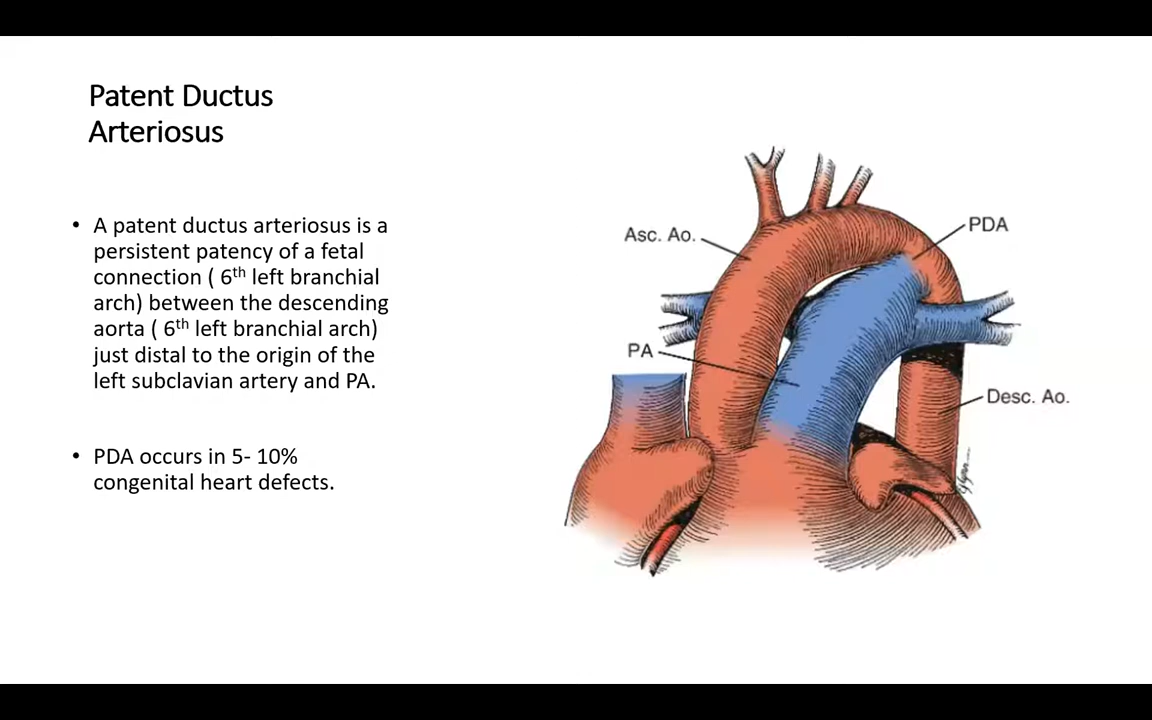 Patent Ductus
Arteriosus
• A patent ductus arteriosus is a
persistent patency of a fetal
connection ( 6th left branchial
arch) between the descending
aorta ( 6th left branchial arch)
just distal to the origin of the
left subclavian artery and PA.
• PDA occurs in 5- 10%
congenital heart defects.
Asc. Ao.
PDA
PA
Desc. Ao.